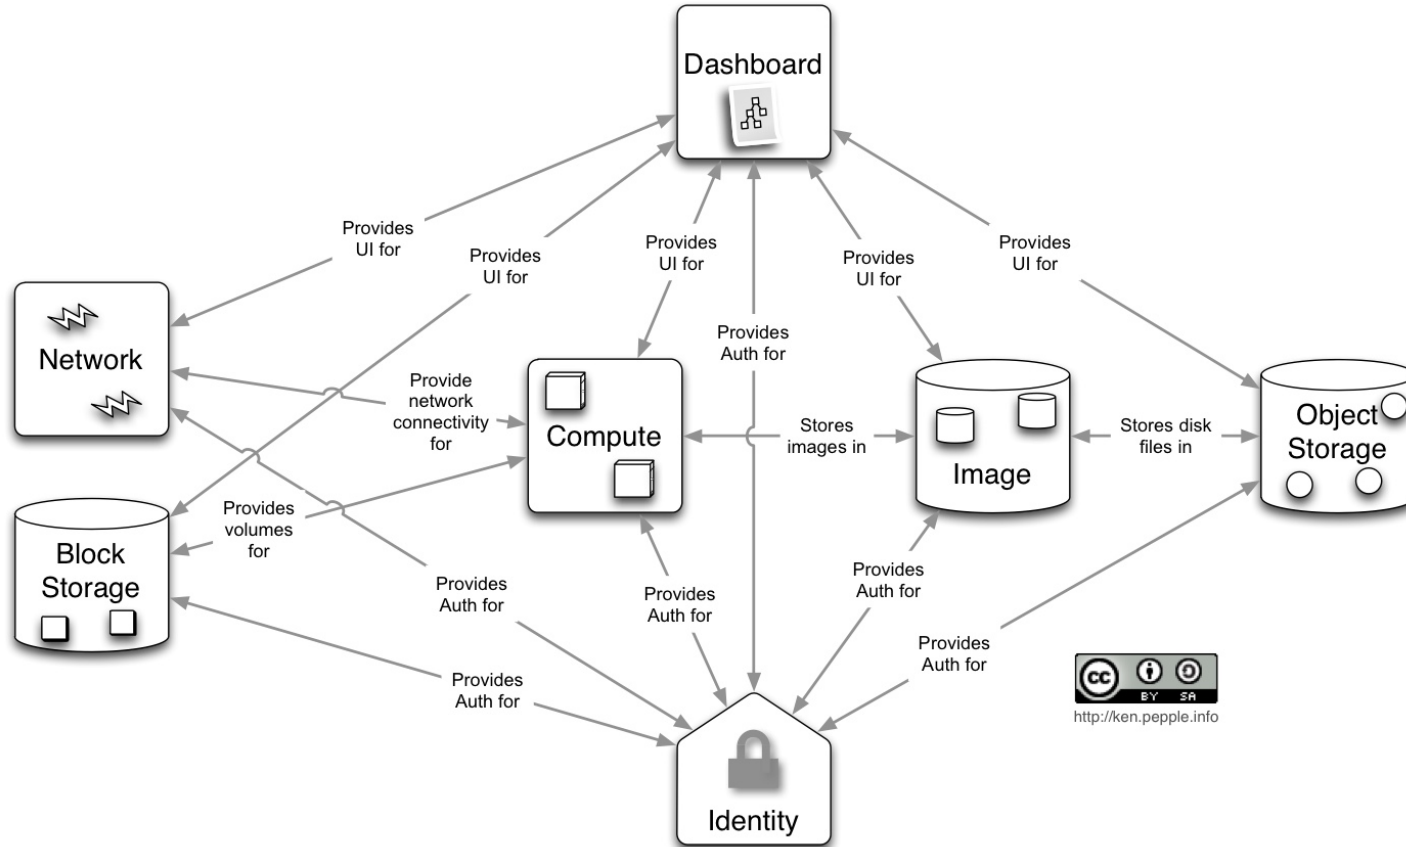 Dashboard
Provides
UI for
Provides
UI for
Provides
UI for
Provides
UI for
Provides
UI for
Network
Provides
Auth for
Provide
network
connectivity
for
Compute
Stores
images in
Image
Stores disk
files in
Object
Storage
Block
Storage
Provides
volumes
for
Provides
Auth for
Provides
Auth for
Provides
Auth for
Provides
Auth for
Provides
Auth for
cc
BY SA
http://ken.pepple.info
Identity